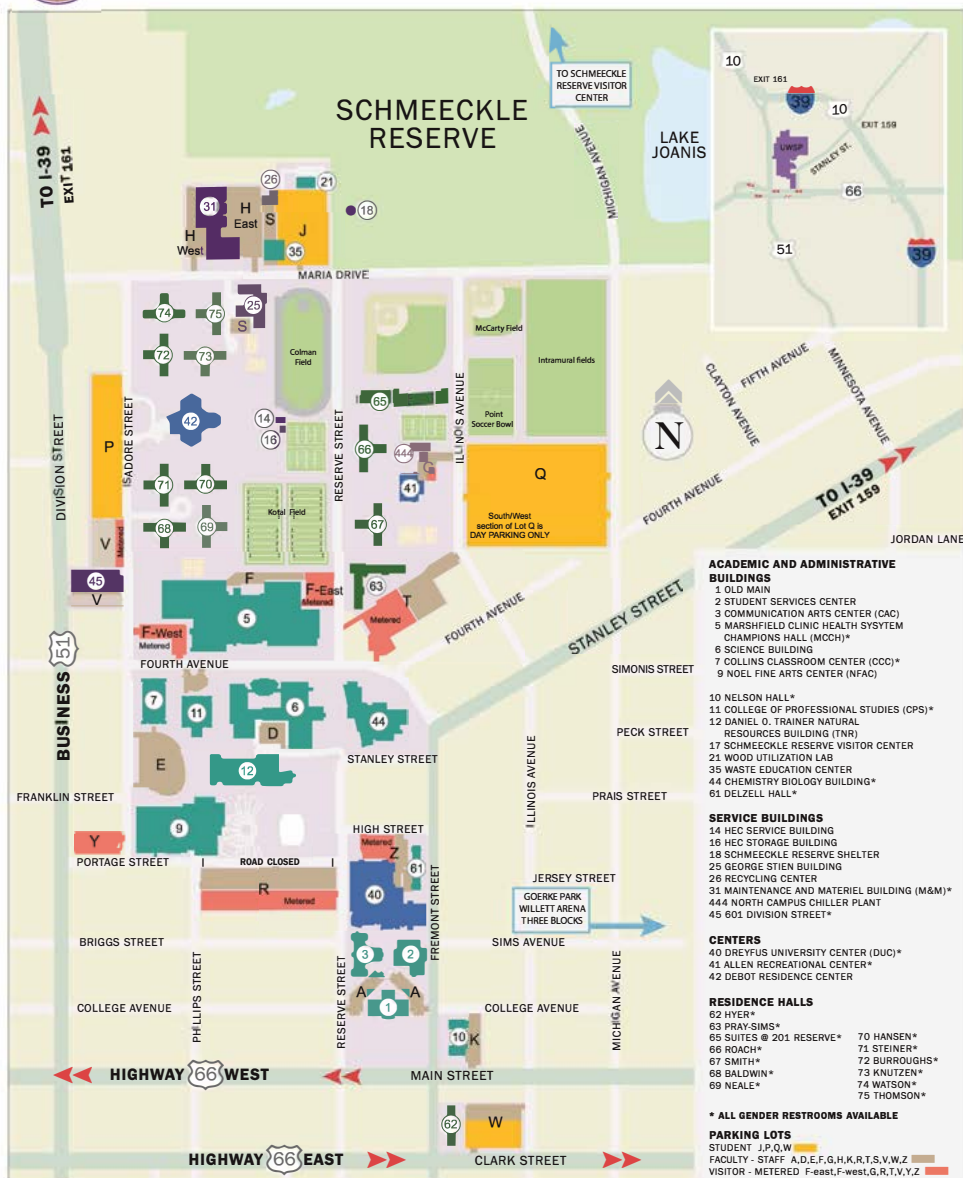 TO SCHMEECKLE
RESERVE VISITOR
CENTER
SCHMEECKLE
RESERVE
LAKE
JOANIS
MICHIGAN AVENUE
10
EXIT 161
39
10
EXIT 159
UWSP
STANLEY ST.
66
51
39
TO I-39
EXIT 161
26
21
31
H
East
S
J
18
H
West
35
MARIA DRIVE
74
75
25
S
72
73
Colman
Field
McCarty Field
Intramural fields
Point
Soccer Bowl
CLAYTON AVENUE
FIFTH AVENUE
MINNESOTA AVENUE
N
42
14
16
65
66
444
G
41
ILLINOIS AVENUE
DIVISION STREET
P
ISADORE STREET
RESERVE STREET
Q
South/West
section of Lot Q is
DAY PARKING ONLY
TO I-39
EXIT 159
FOURTH AVENUE
JORDAN LANE
71
70
68
69
Kotal Field
67
V
Metered
45
V
F
F-East
Metered
5
F-West
Metered
63
T
Metered
FOURTH AVENUE
STANLEY STREET
FOURTH AVENUE
SIMONIS STREET
BUSINESS 51
7
11
6
D
44
E
12
STANLEY STREET
PECK STREET
ILLINOIS AVENUE
FRANKLIN STREET
PRAIS STREET
9
Y
PORTAGE STREET
ROAD CLOSED
HIGH STREET
Metered
Z
61
R
Metered
40
FREMONT STREET
JERSEY STREET
GOERKE PARK
WILLETT ARENA
THREE BLOCKS
BRIGGS STREET
SIMS AVENUE
3
2
PHILLIPS STREET
RESERVE STREET
MICHIGAN AVENUE
COLLEGE AVENUE
A
A
1
COLLEGE AVENUE
10
K
HIGHWAY 66 WEST
MAIN STREET
62
W
HIGHWAY 66 EAST
CLARK STREET
ACADEMIC AND ADMINISTRATIVE
BUILDINGS
1 OLD MAIN
2 STUDENT SERVICES CENTER
3 COMMUNICATION ARTS CENTER (CAC)
5 MARSHFIELD CLINIC HEALTH SYSYTEM
CHAMPIONS HALL (MCCH)*
6 SCIENCE BUILDING
7 COLLINS CLASSROOM CENTER (CCC)*
9 NOEL FINE ARTS CENTER (NFAC)
10 NELSON HALL*
11 COLLEGE OF PROFESSIONAL STUDIES (CPS)*
12 DANIEL O. TRAINER NATURAL
RESOURCES BUILDING (TNR)
17 SCHMEECKLE RESERVE VISITOR CENTER
21 WOOD UTILIZATION LAB
35 WASTE EDUCATION CENTER
44 CHEMISTRY BIOLOGY BUILDING*
61 DELZELL HALL*
SERVICE BUILDINGS
14 HEC SERVICE BUILDING
16 HEC STORAGE BUILDING
18 SCHMEECKLE RESERVE SHELTER
25 GEORGE STIEN BUILDING
26 RECYCLING CENTER
31 MAINTENANCE AND MATERIEL BUILDING (M&M)*
444 NORTH CAMPUS CHILLER PLANT
45 601 DIVISION STREET*
CENTERS
40 DREYFUS UNIVERSITY CENTER (DUC)*
41 ALLEN RECREATIONAL CENTER*
42 DEBOT RESIDENCE CENTER
RESIDENCE HALLS
62 HYER*
63 PRAY-SIMS*
65 SUITES @ 201 RESERVE*
66 ROACH*
67 SMITH*
68 BALDWIN*
69 NEALE*
70 HANSEN*
71 STEINER*
72 BURROUGHS*
73 KNUTZEN*
74 WATSON*
75 THOMSON*
* ALL GENDER RESTROOMS AVAILABLE
PARKING LOTS
STUDENT J,P,Q,W
FACULTY - STAFF A,D,E,F,G,H,K,R,T,S,V,W,Z
VISITOR - METERED F-east,F-west,G,R,T,V,Y,Z